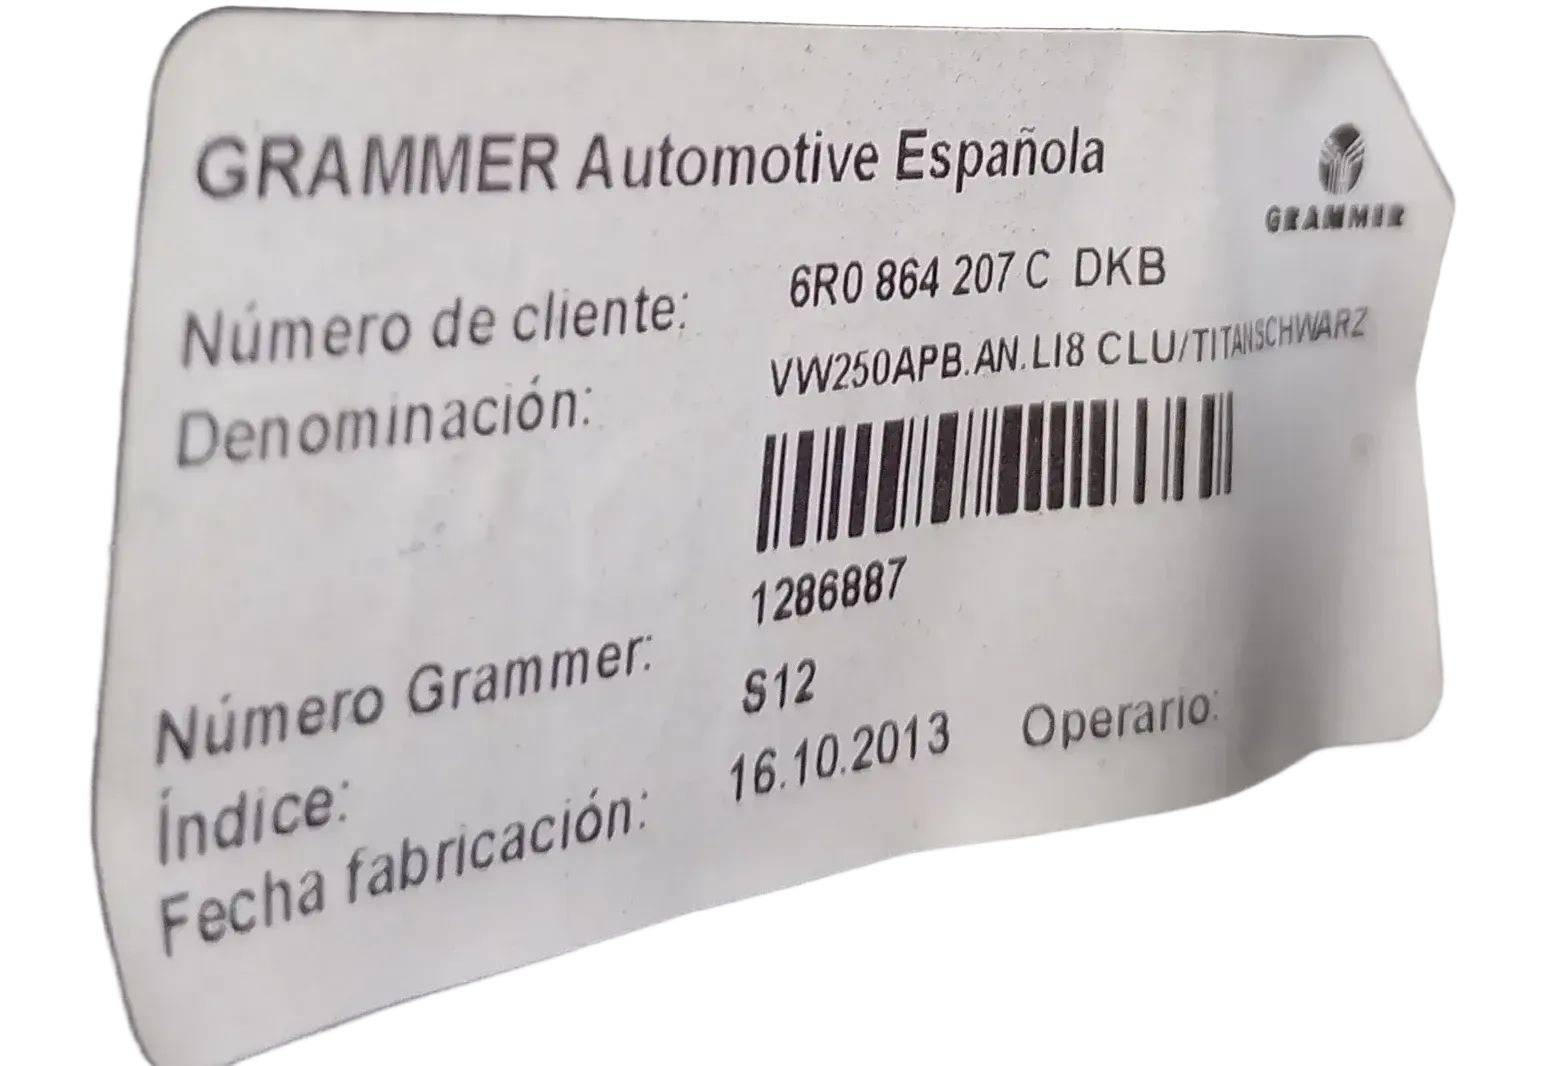 GRAMMER Automotive Española
GRAMMER
Número de cliente: 6R0 864 207 C DKB
Denominación: VW250APB.AN.LI8 CLU/TITANSCHWARZ
Número Grammer: 1286887
Índice: S12
Fecha fabricación: 16.10.2013 Operario: